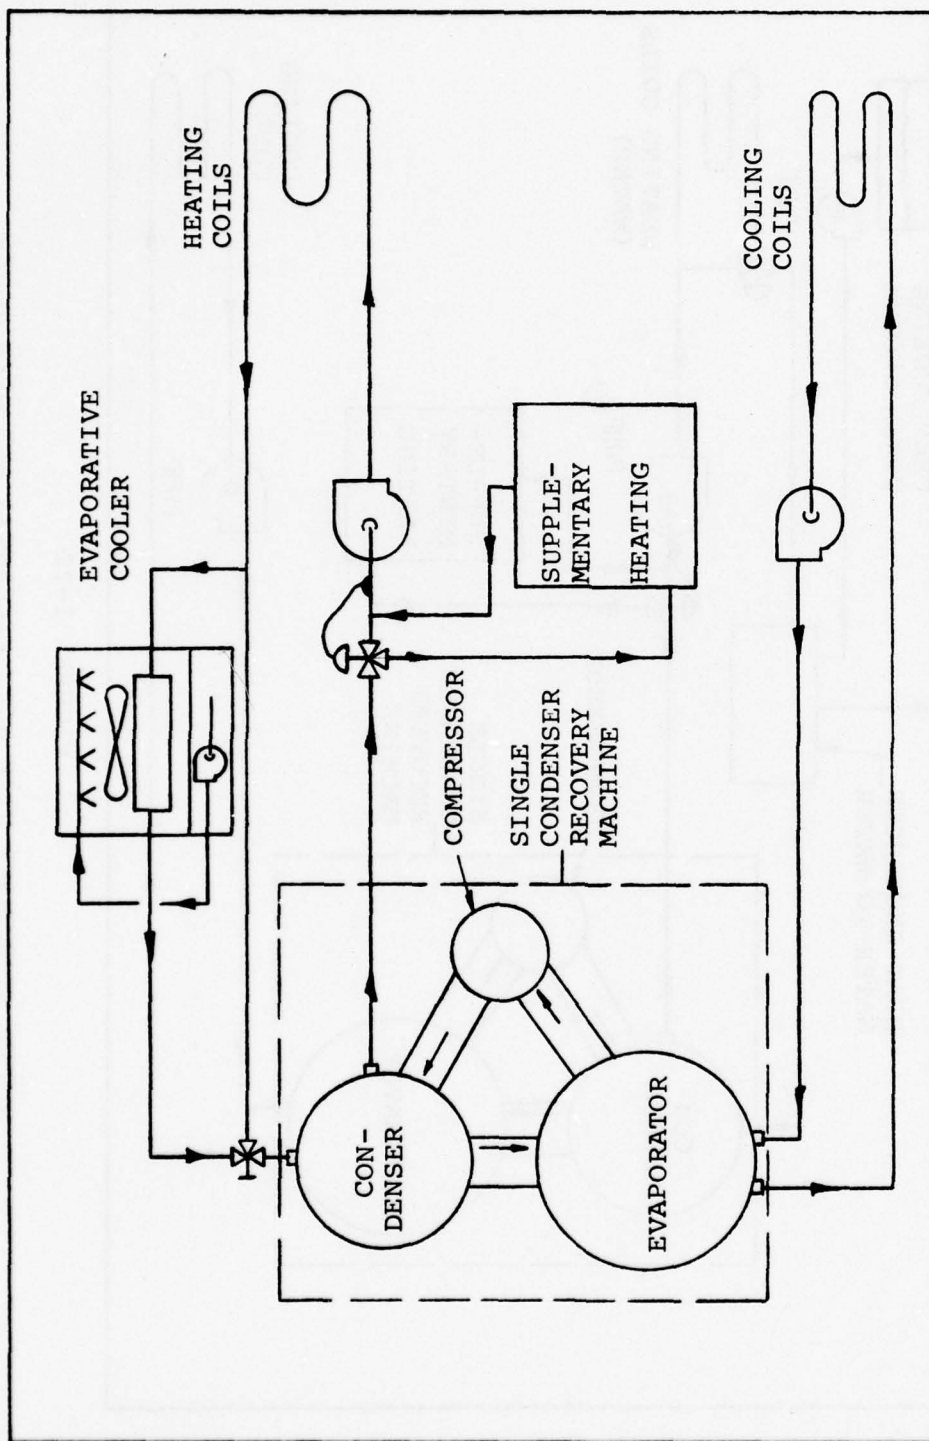 EVAPORATIVE
COOLER
HEATING
COILS
SUPPLE-
MENTARY
HEATING
COOLING
COILS
COMPRESSOR
SINGLE
CONDENSER
RECOVERY
MACHINE
CON-
DENSER
EVAPORATOR